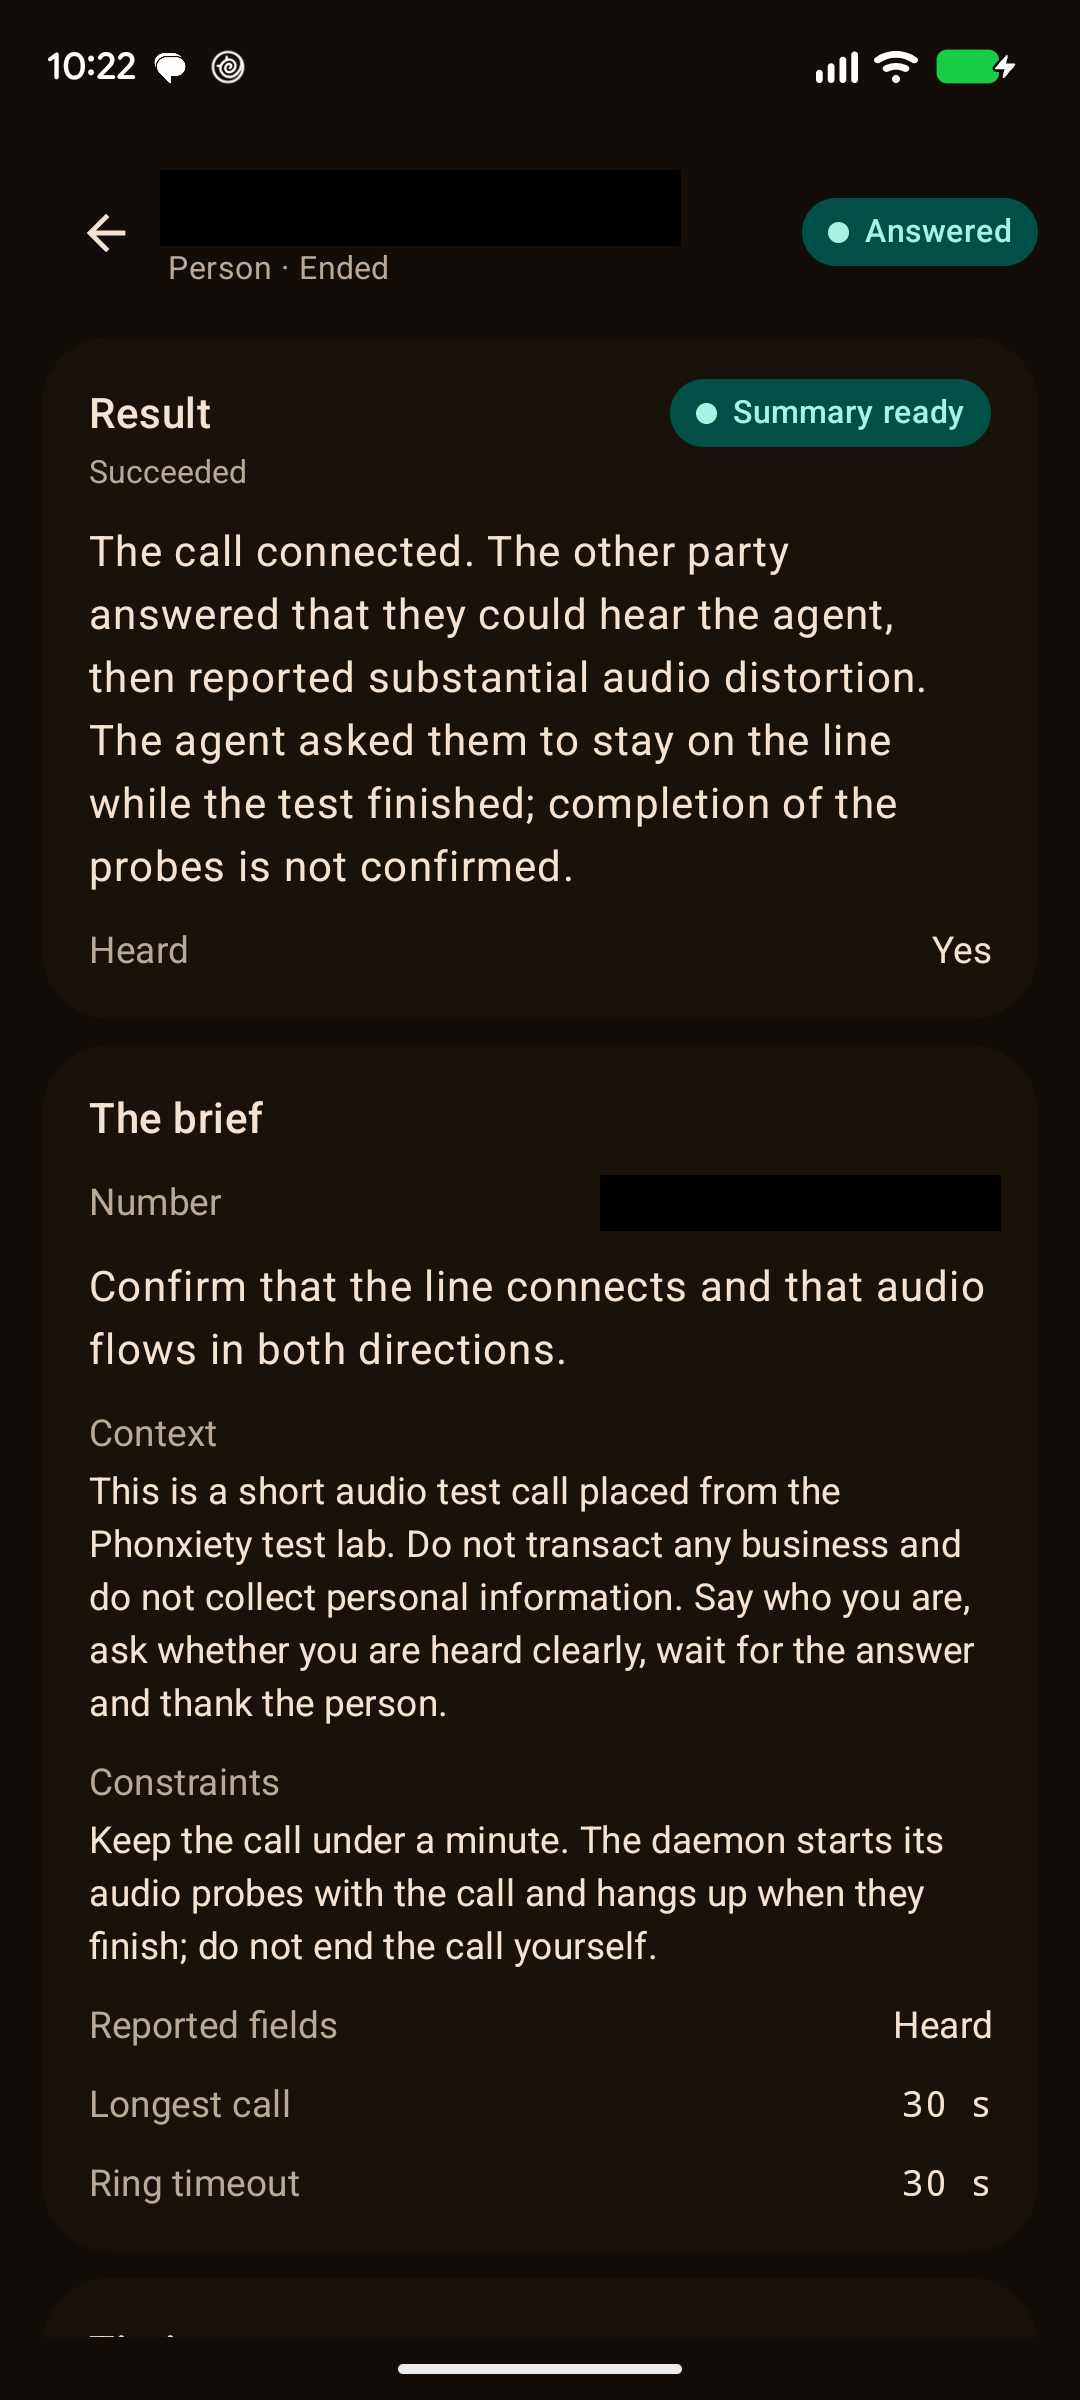 10:22
Answered
Person · Ended
Result
Summary ready
Succeeded
The call connected. The other party
answered that they could hear the agent,
then reported substantial audio distortion.
The agent asked them to stay on the line
while the test finished; completion of the
probes is not confirmed.
Heard Yes
The brief
Number
Confirm that the line connects and that audio
flows in both directions.
Context
This is a short audio test call placed from the
Phonxiety test lab. Do not transact any business and
do not collect personal information. Say who you are,
ask whether you are heard clearly, wait for the answer
and thank the person.
Constraints
Keep the call under a minute. The daemon starts its
audio probes with the call and hangs up when they
finish; do not end the call yourself.
Reported fields Heard
Longest call 30 s
Ring timeout 30 s